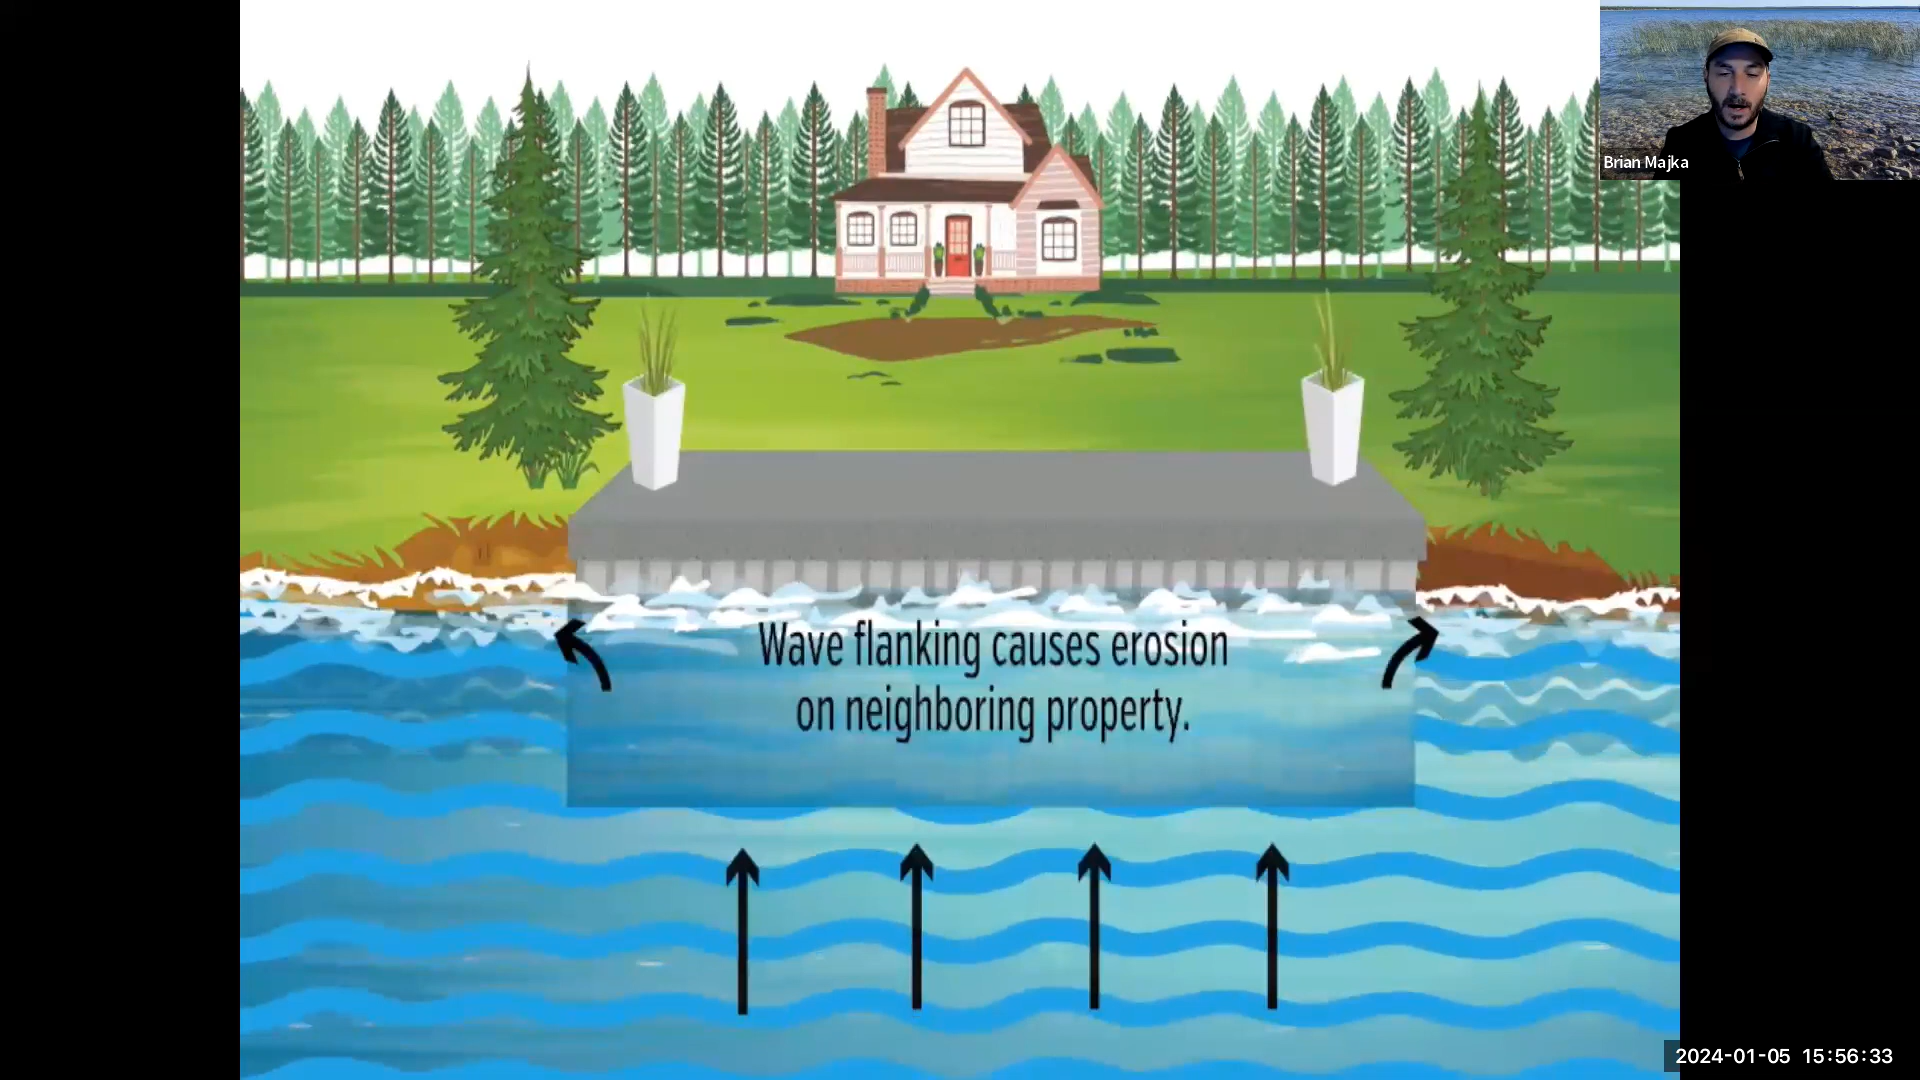 Brian Majka
Wave flanking causes erosion
on neighboring property.
2024-01-05 15:56:33